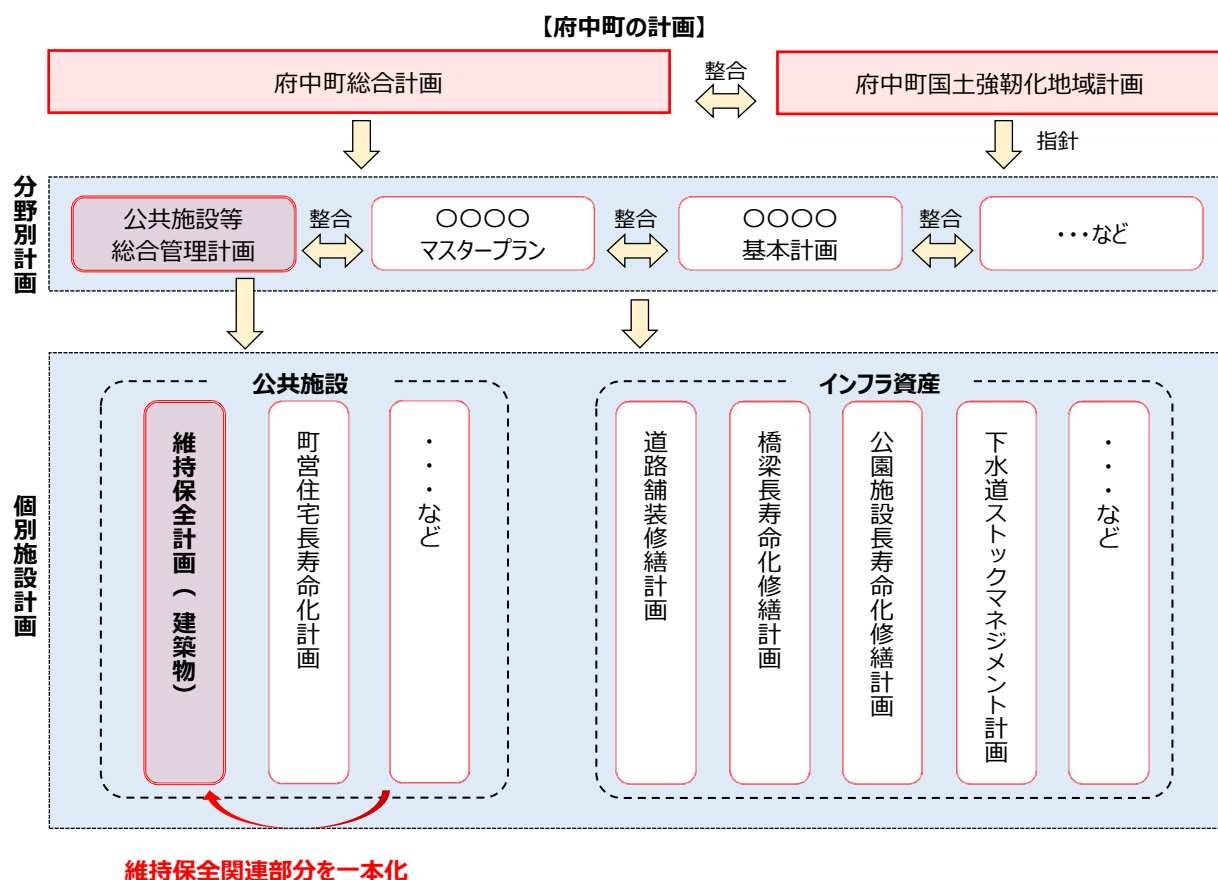 【府中町の計画】
府中町総合計画
整合
府中町国土強靭化地域計画
指針
分野別計画
公共施設等
総合管理計画
整合
〇〇〇〇
マスタープラン
整合
〇〇〇〇
基本計画
整合
・・・など
個別施設計画
公共施設
維持保全計画(建築物)
町営住宅長寿命化計画
・・・など
インフラ資産
道路舗装修繕計画
橋梁長寿命化修繕計画
公園施設長寿命化修繕計画
下水道ストックマネジメント計画
・・・など
維持保全関連部分を一本化